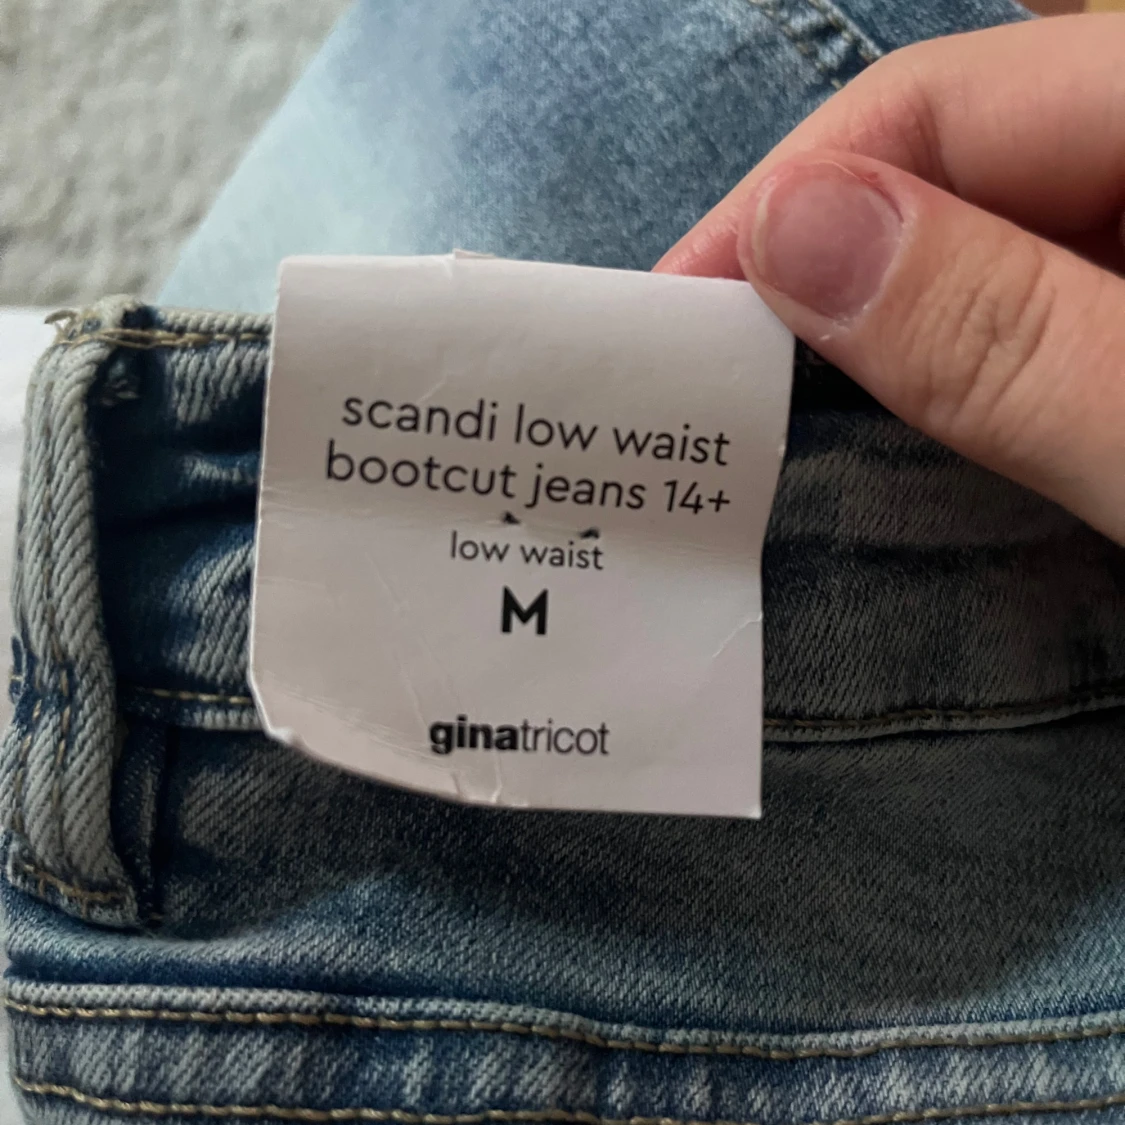 scandi low waist
bootcut jeans 14+
low waist
M
ginatricot